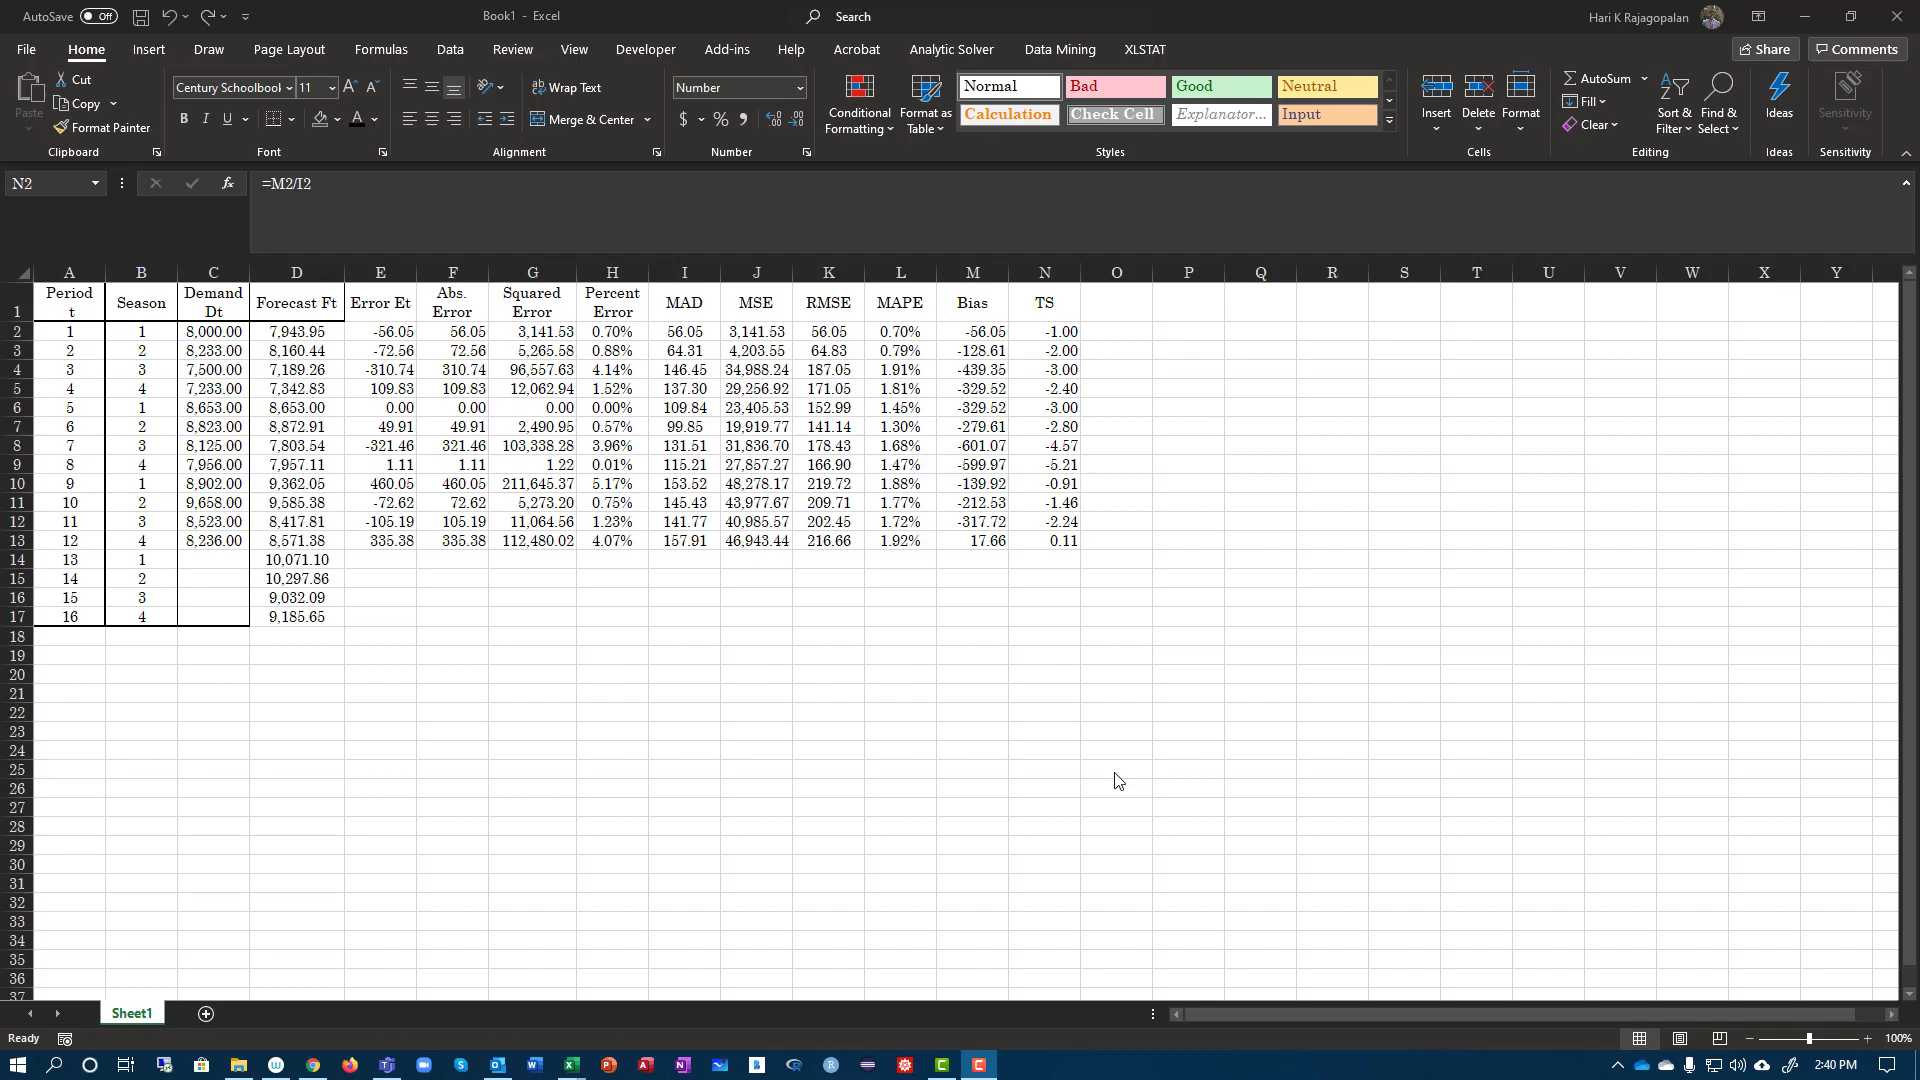 AutoSave Off Book1 - Excel Search Hari K Rajagopalan
File Home Insert Draw Page Layout Formulas Data Review View Developer Add-ins Help Acrobat Analytic Solver Data Mining XLSTAT Share Comments
Paste Cut Copy Format Painter Clipboard
Century Schoolbool 11 B I U A Font
Wrap Text Merge & Center Alignment
Number $ % Number
Conditional Formatting Format as Table
Normal Bad Good Neutral
Calculation Check Cell Explanator... Input
Styles
Insert Delete Format Cells
AutoSum Fill Clear Sort & Filter Find & Select Editing
Ideas Ideas
Sensitivity Sensitivity
N2 fx =M2/I2
A B C D E F G H I J K L M N O P Q R S T U V W X Y
1 Period t Season Demand Dt Forecast Ft Error Et Abs. Error Squared Error Percent Error MAD MSE RMSE MAPE Bias TS
2 1 1 8,000.00 7,943.95 -56.05 56.05 3,141.53 0.70% 56.05 3,141.53 56.05 0.70% -56.05 -1.00
3 2 2 8,233.00 8,160.44 -72.56 72.56 5,265.58 0.88% 64.31 4,203.55 64.83 0.79% -128.61 -2.00
4 3 3 7,500.00 7,189.26 -310.74 310.74 96,557.63 4.14% 146.45 34,988.24 187.05 1.91% -439.35 -3.00
5 4 4 7,233.00 7,342.83 109.83 109.83 12,062.94 1.52% 137.30 29,256.92 171.05 1.81% -329.52 -2.40
6 5 1 8,653.00 8,653.00 0.00 0.00 0.00 0.00% 109.84 23,405.53 152.99 1.45% -329.52 -3.00
7 6 2 8,823.00 8,872.91 49.91 49.91 2,490.95 0.57% 99.85 19,919.77 141.14 1.30% -279.61 -2.80
8 7 3 8,125.00 7,803.54 -321.46 321.46 103,338.28 3.96% 131.51 31,836.70 178.43 1.68% -601.07 -4.57
9 8 4 7,956.00 7,957.11 1.11 1.11 1.22 0.01% 115.21 27,857.27 166.90 1.47% -599.97 -5.21
10 9 1 8,902.00 9,362.05 460.05 460.05 211,645.37 5.17% 153.52 48,278.17 219.72 1.88% -139.92 -0.91
11 10 2 9,658.00 9,585.38 -72.62 72.62 5,273.20 0.75% 145.43 43,977.67 209.71 1.77% -212.53 -1.46
12 11 3 8,523.00 8,417.81 -105.19 105.19 11,064.56 1.23% 141.77 40,985.57 202.45 1.72% -317.72 -2.24
13 12 4 8,236.00 8,571.38 335.38 335.38 112,480.02 4.07% 157.91 46,943.44 216.66 1.92% 17.66 0.11
14 13 1 10,071.10
15 14 2 10,297.86
16 15 3 9,032.09
17 16 4 9,185.65
18
19
20
21
22
23
24
25
26
27
28
29
30
31
32
33
34
35
36
37
Sheet1
Ready 100%
2:40 PM